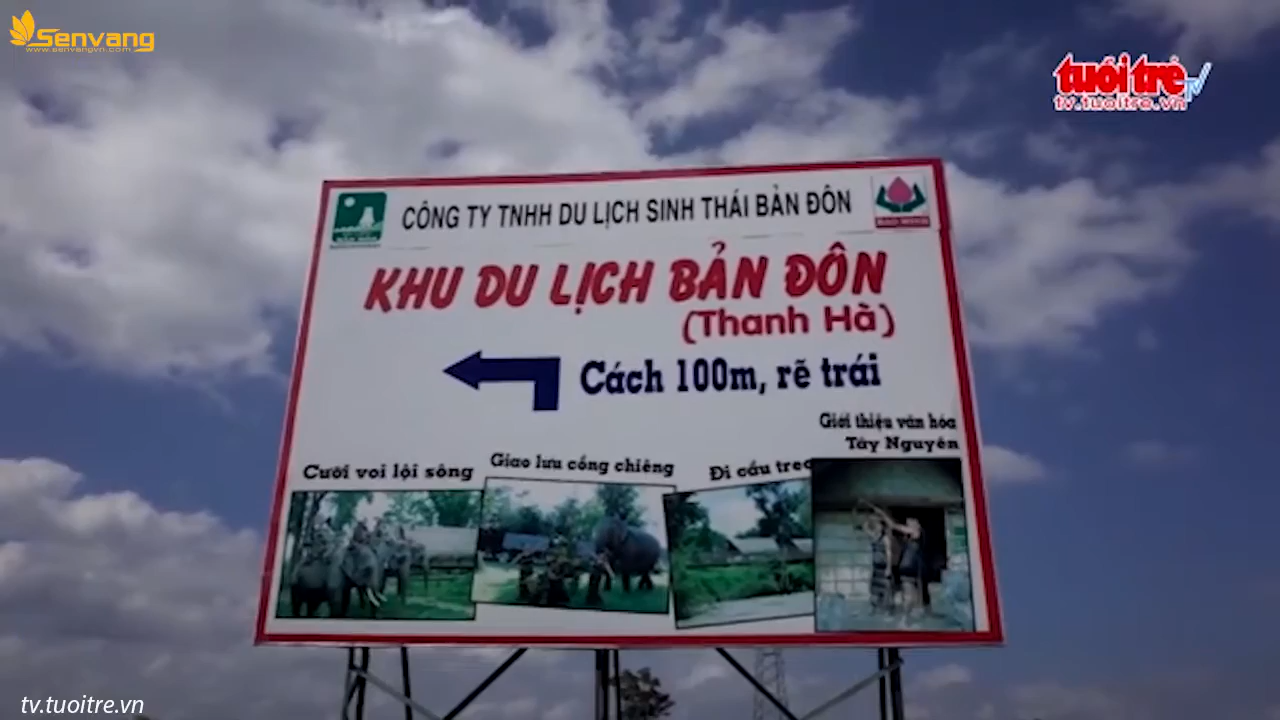 Senvang
www.senvangvn.com
tuổi trẻ TV
tv.tuoitre.vn
CÔNG TY TNHH DU LỊCH SINH THÁI BẢN ĐÔN
KHU DU LỊCH BẢN ĐÔN
(Thanh Hà)
Cách 100m, rẽ trái
Giới thiệu văn hóa
Tây Nguyên
Cưỡi voi lội sông
Giao lưu cồng chiêng
Đi cầu treo
tv.tuoitre.vn